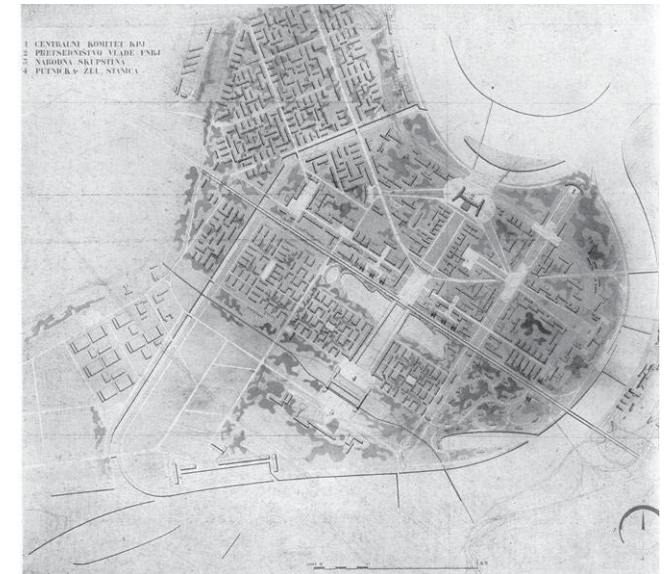 1 CENTRALNI KOMITET KPJ
2 PRETSEDNIŠTVO VLADE FNRJ
3 NARODNA SKUPŠTINA
4 PUTNIČKA ŽEL. STANICA